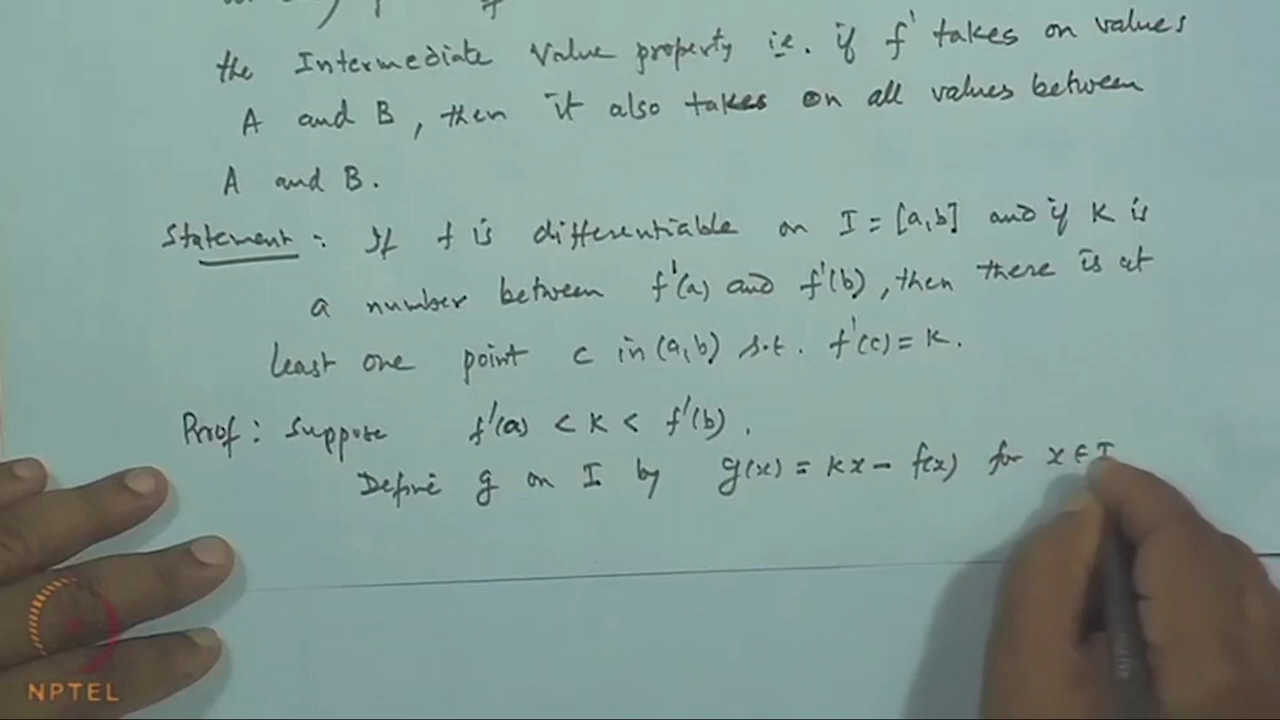 the Intermediate Value property i.e. if f' takes on values
A and B, then it also takes on all values between
A and B.
Statement : If f is differentiable on I = [a,b] and if k is
a number between f'(a) and f'(b), then there is at
least one point c in (a,b) s.t. f'(c) = k.
Proof : Suppose f'(a) < k < f'(b).
Define g on I by g(x) = kx - f(x) for x ∈ I
NPTEL